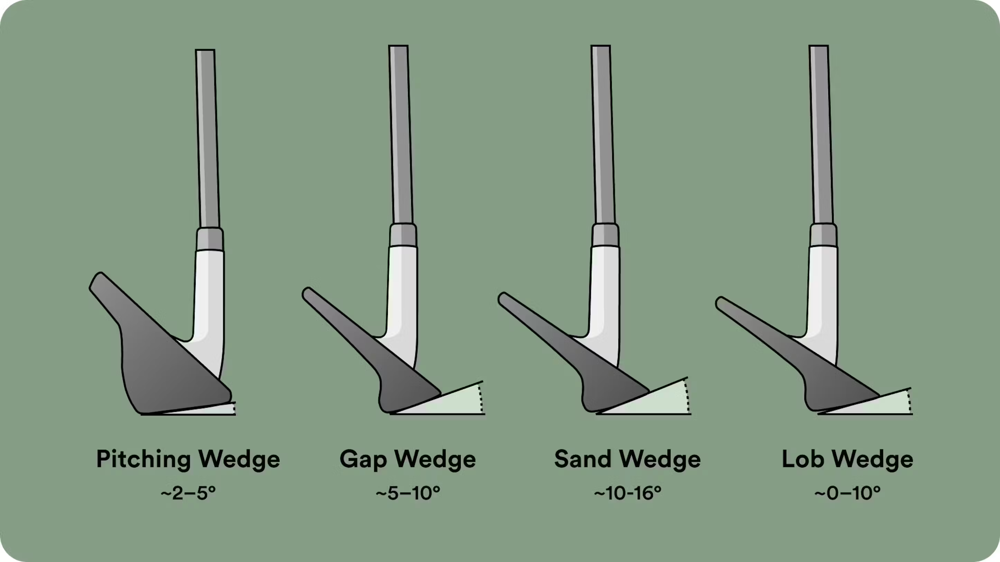 Pitching Wedge
~2–5°
Gap Wedge
~5–10°
Sand Wedge
~10-16°
Lob Wedge
~0–10°